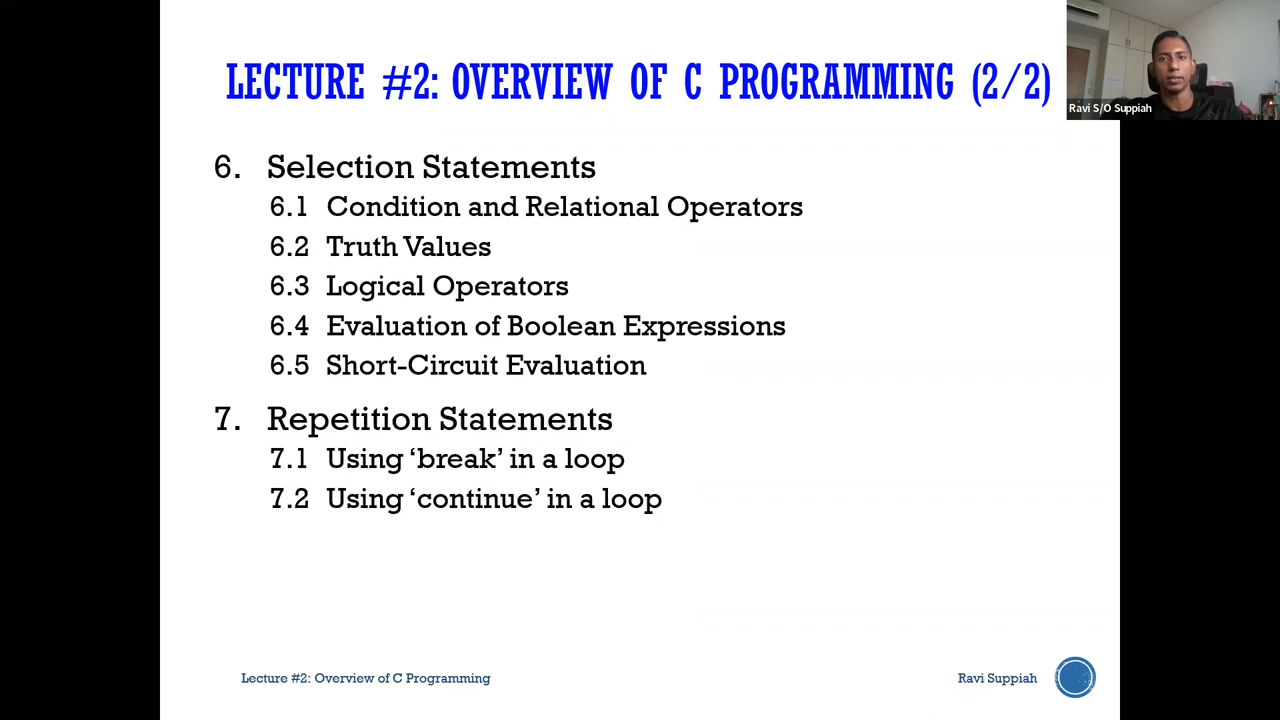 LECTURE #2: OVERVIEW OF C PROGRAMMING (2/2)
Ravi S/O Suppiah
6. Selection Statements
6.1 Condition and Relational Operators
6.2 Truth Values
6.3 Logical Operators
6.4 Evaluation of Boolean Expressions
6.5 Short-Circuit Evaluation
7. Repetition Statements
7.1 Using ‘break’ in a loop
7.2 Using ‘continue’ in a loop
Lecture #2: Overview of C Programming
Ravi Suppiah